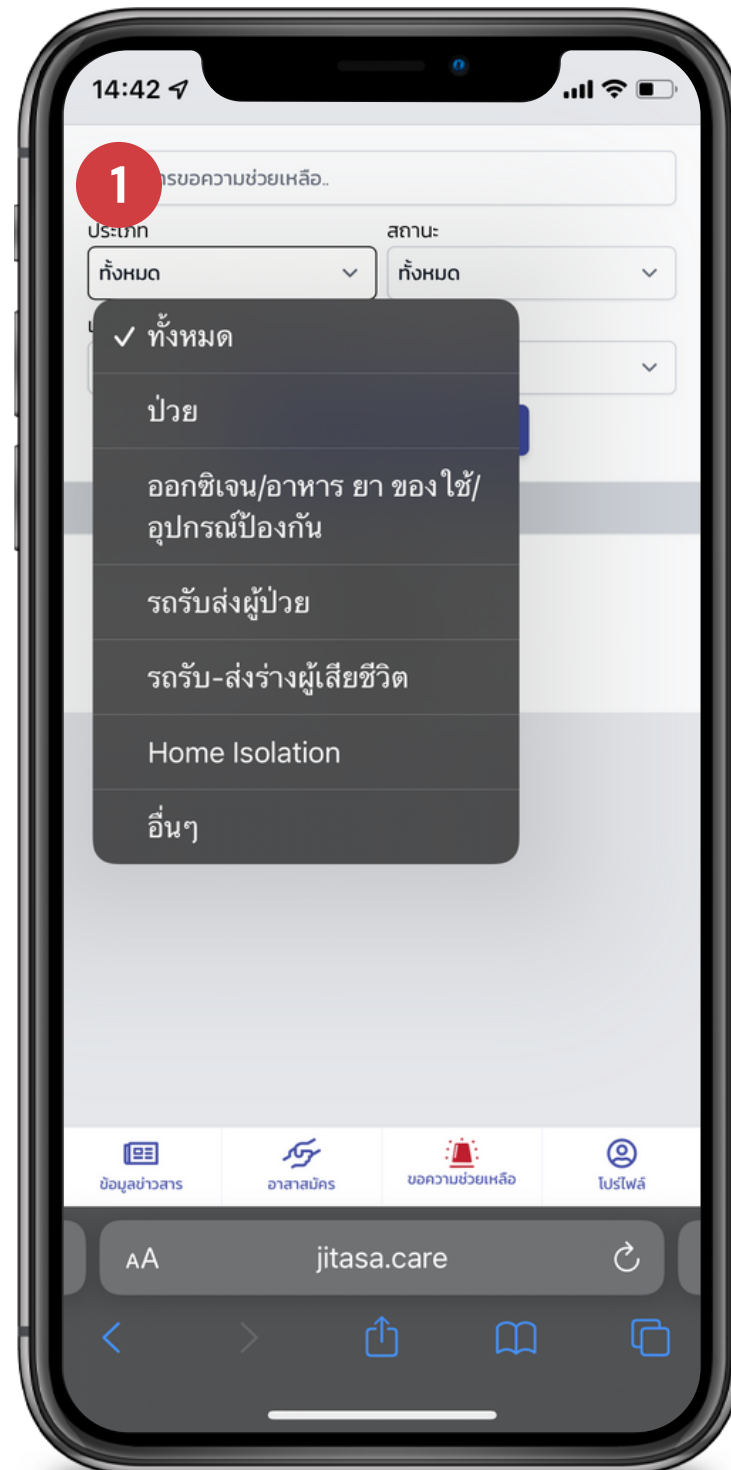 14:42
1
รขอความช่วยเหลือ..
ประเภท สถานะ
ทั้งหมด ทั้งหมด
✓ ทั้งหมด
ป่วย
ออกซิเจน/อาหาร ยา ของใช้/
อุปกรณ์ป้องกัน
รถรับส่งผู้ป่วย
รถรับ-ส่งร่างผู้เสียชีวิต
Home Isolation
อื่นๆ
ข้อมูลข่าวสาร อาสาสมัคร ขอความช่วยเหลือ โปรไฟล์
AA jitasa.care